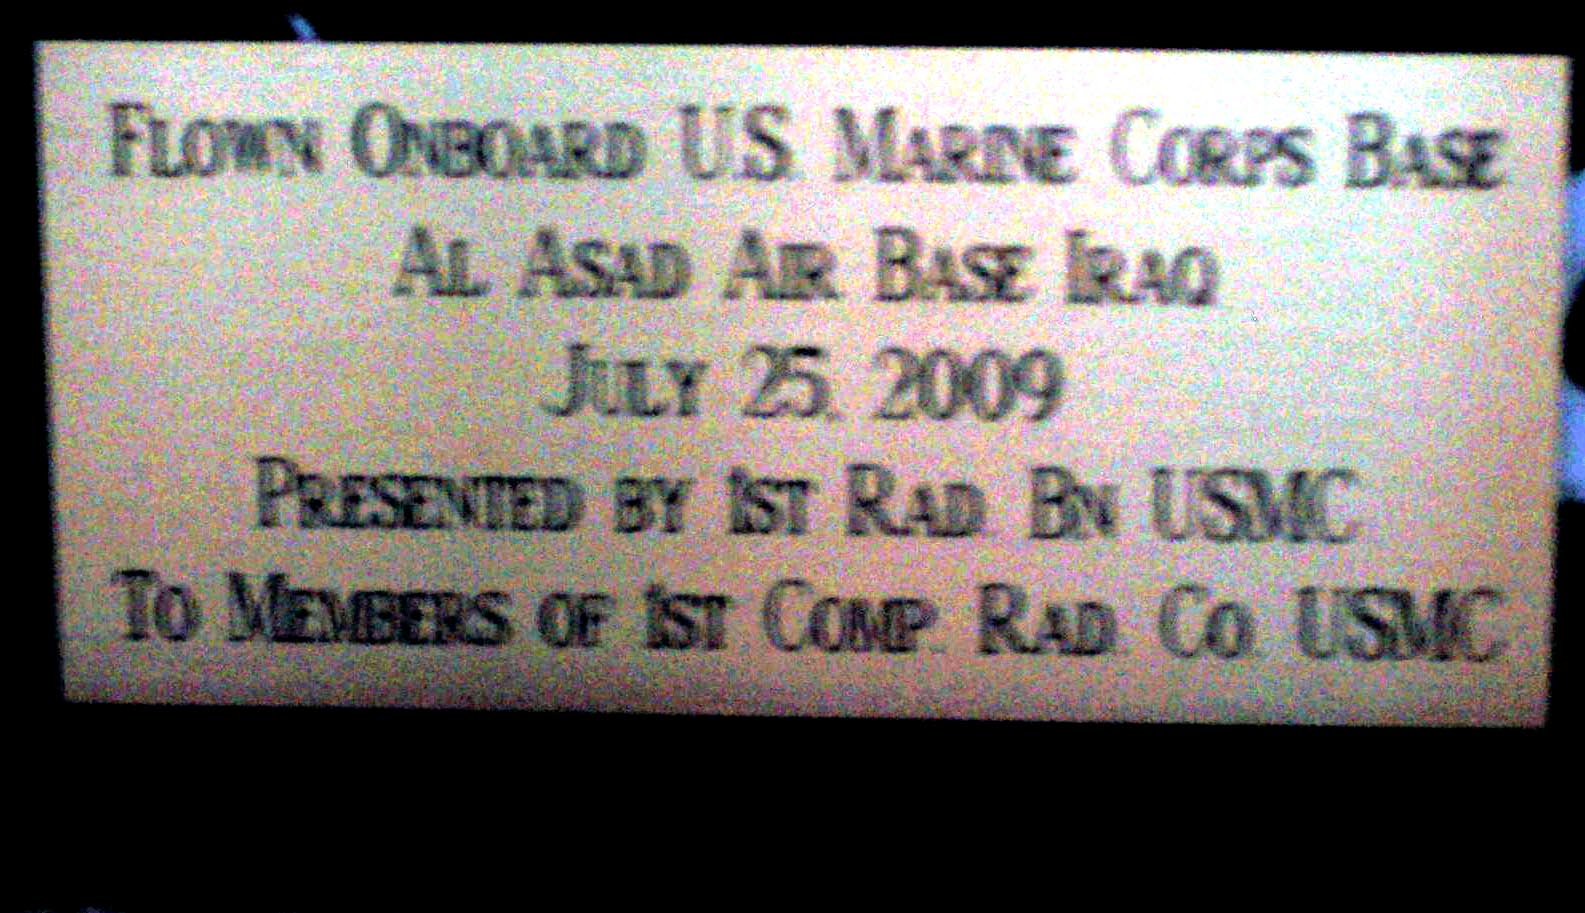 Flown Onboard U.S. Marine Corps Base
Al Asad Air Base Iraq
July 25, 2009
Presented by 1st Rad Bn USMC
To Members of 1st Comp. Rad Co USMC